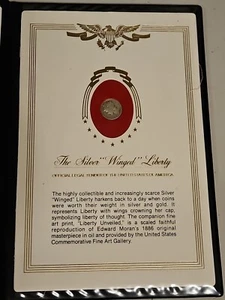 The Silver "Winged" Liberty
OFFICIAL LEGAL TENDER OF THE UNITED STATES OF AMERICA
The highly collectible and increasingly scarce Silver
"Winged" Liberty harkens back to a day when coins
were worth their weight in silver and gold. It
represents Liberty with wings crowning her cap;
symbolizing liberty of thought. The companion fine
art print, "Liberty Unveiled," is a scaled faithful
reproduction of Edward Moran's 1886 original
masterpiece in oil and provided by the United States
Commemorative Fine Art Gallery.